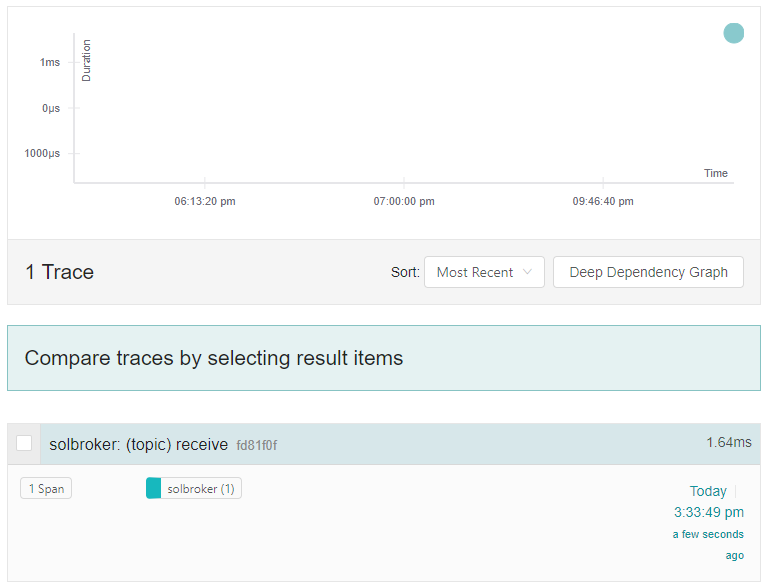 Duration
1ms
0μs
1000μs
Time
06:13:20 pm
07:00:00 pm
09:46:40 pm
1 Trace
Sort:
Most Recent
Deep Dependency Graph
Compare traces by selecting result items
solbroker: (topic) receive fd81f0f
1.64ms
1 Span
solbroker (1)
Today
3:33:49 pm
a few seconds
ago